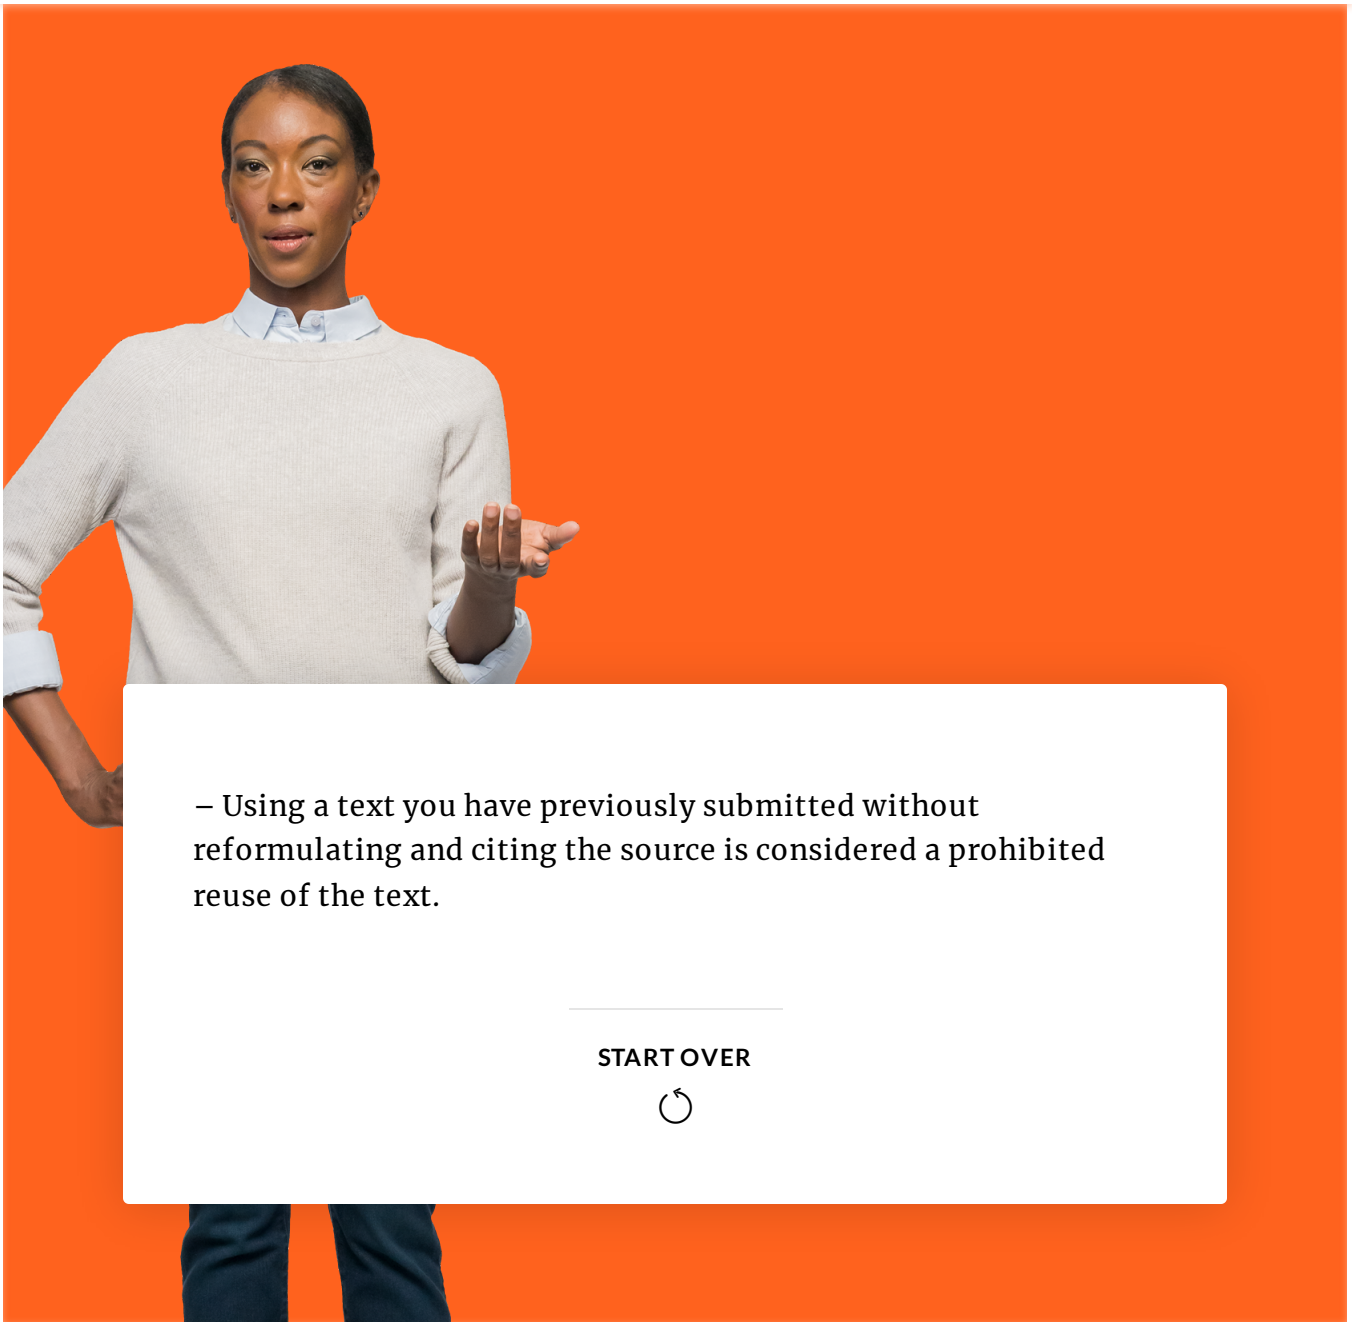 – Using a text you have previously submitted without
reformulating and citing the source is considered a prohibited
reuse of the text.
START OVER